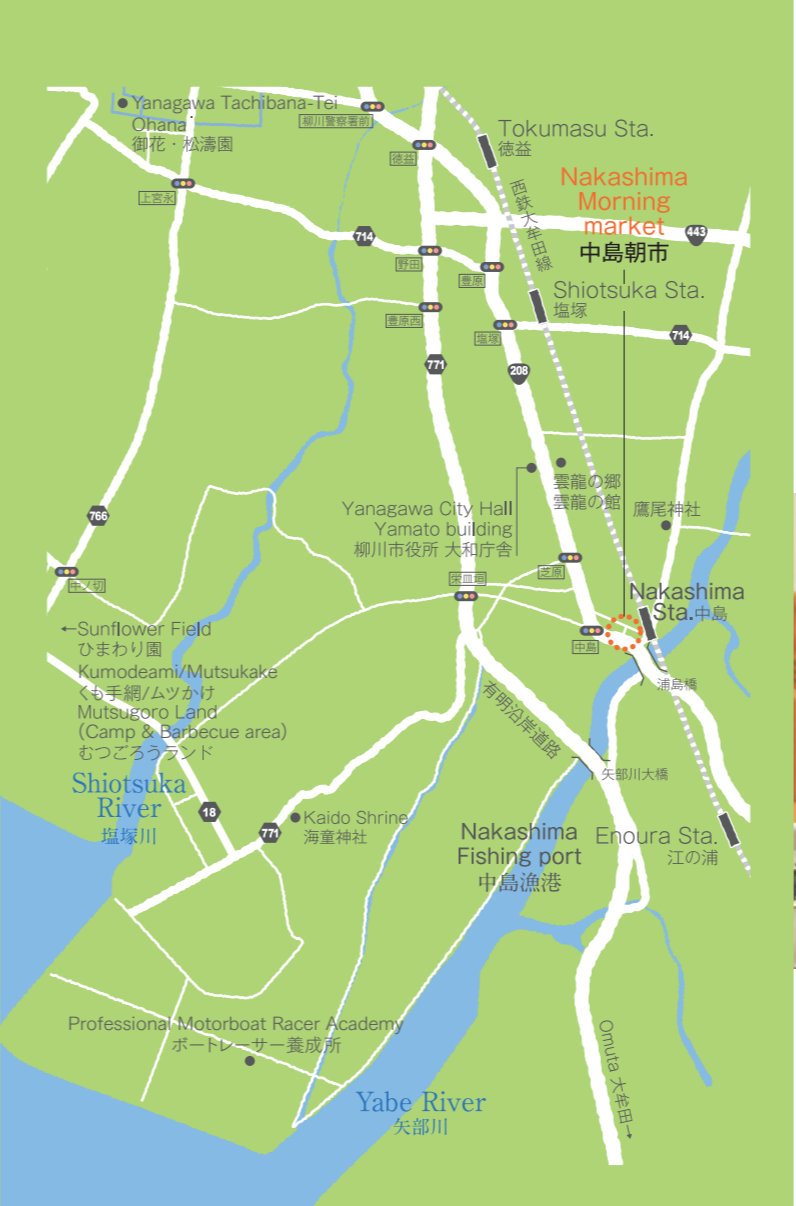 Yanagawa Tachibana-Tei
Ohana
御花・松濤園
柳川警察署前
徳益
Tokumasu Sta.
徳益
西鉄大牟田線
Nakashima
Morning
market
中島朝市
443
上宮永
714
野田
豊原
Shiotsuka Sta.
塩塚
豊原西
塩塚
714
771
208
雲龍の郷
雲龍の館
Yanagawa City Hall
Yamato building
柳川市役所 大和庁舎
鷹尾神社
766
中ノ切
栄皿垣
芝原
Nakashima
Sta.中島
中島
浦島橋
←Sunflower Field
ひまわり園
Kumodeami/Mutsukake
くも手網/ムツかけ
Mutsugoro Land
(Camp & Barbecue area)
むつごろうランド
有明沿岸道路
矢部川大橋
Shiotsuka
River
塩塚川
18
771
Kaido Shrine
海童神社
Nakashima
Fishing port
中島漁港
Enoura Sta.
江の浦
Professional Motorboat Racer Academy
ボートレーサー養成所
Omuta 大牟田→
Yabe River
矢部川